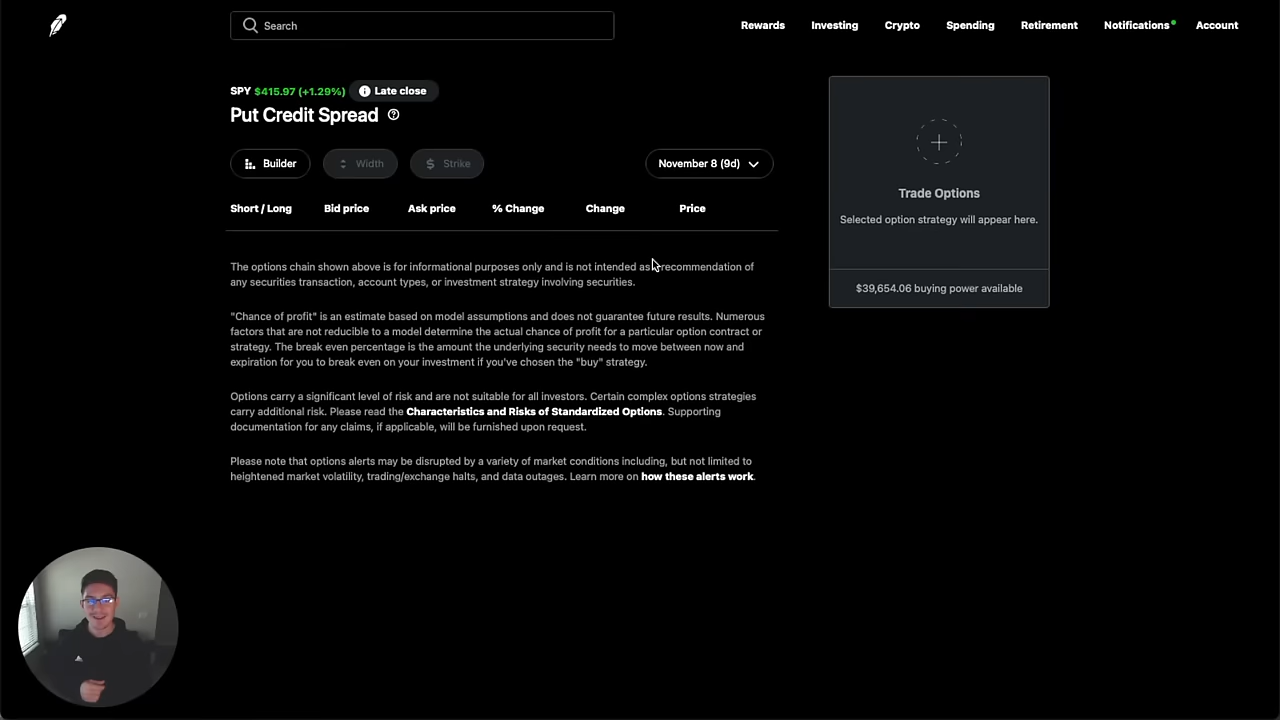 Search
Rewards
Investing
Crypto
Spending
Retirement
Notifications
Account
SPY $415.97 (+1.29%) Late close
Put Credit Spread
Builder
Width
Strike
November 8 (9d)
Short / Long Bid price Ask price % Change Change Price
The options chain shown above is for informational purposes only and is not intended as recommendation of
any securities transaction, account types, or investment strategy involving securities.
"Chance of profit" is an estimate based on model assumptions and does not guarantee future results. Numerous
factors that are not reducible to a model determine the actual chance of profit for a particular option contract or
strategy. The break even percentage is the amount the underlying security needs to move between now and
expiration for you to break even on your investment if you've chosen the "buy" strategy.
Options carry a significant level of risk and are not suitable for all investors. Certain complex options strategies
carry additional risk. Please read the Characteristics and Risks of Standardized Options. Supporting
documentation for any claims, if applicable, will be furnished upon request.
Please note that options alerts may be disrupted by a variety of market conditions including, but not limited to
heightened market volatility, trading/exchange halts, and data outages. Learn more on how these alerts work.
Trade Options
Selected option strategy will appear here.
$39,654.06 buying power available